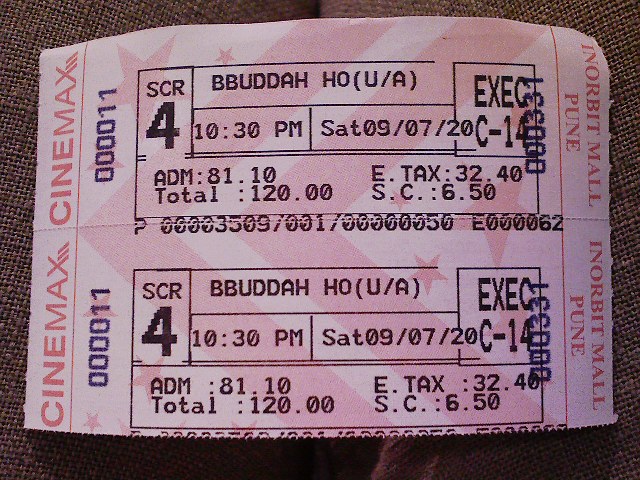 CINEMAX
000011
SCR
4
BBUDDAH HO(U/A)
10:30 PM Sat09/07/20
EXEC
C-14
000331
ADM:81.10 E.TAX:32.40
Total :120.00 S.C.:6.50
P 00003509/001/00000050 E000062
INORBIT MALL
PUNE
CINEMAX
000011
SCR
4
BBUDDAH HO(U/A)
10:30 PM Sat09/07/20
EXEC
C-14
000331
ADM :81.10 E.TAX :32.40
Total :120.00 S.C.:6.50
INORBIT MALL
PUNE